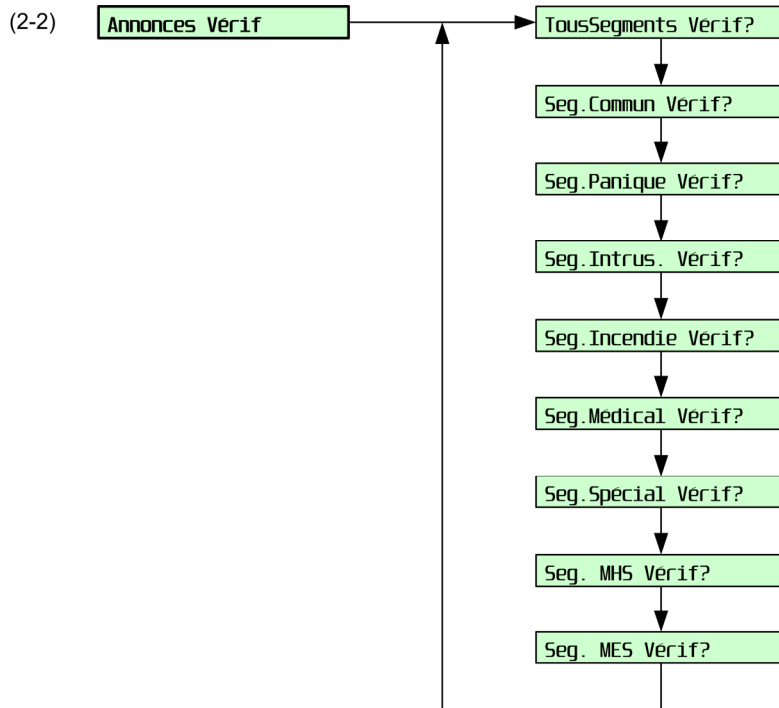 (2-2)
Annonces Vérif
TousSegments Vérif?
Seg.Commun Vérif?
Seg.Panique Vérif?
Seg.Intrus. Vérif?
Seg.Incendie Vérif?
Seg.Médical Vérif?
Seg.Spécial Vérif?
Seg. MHS Vérif?
Seg. MES Vérif?